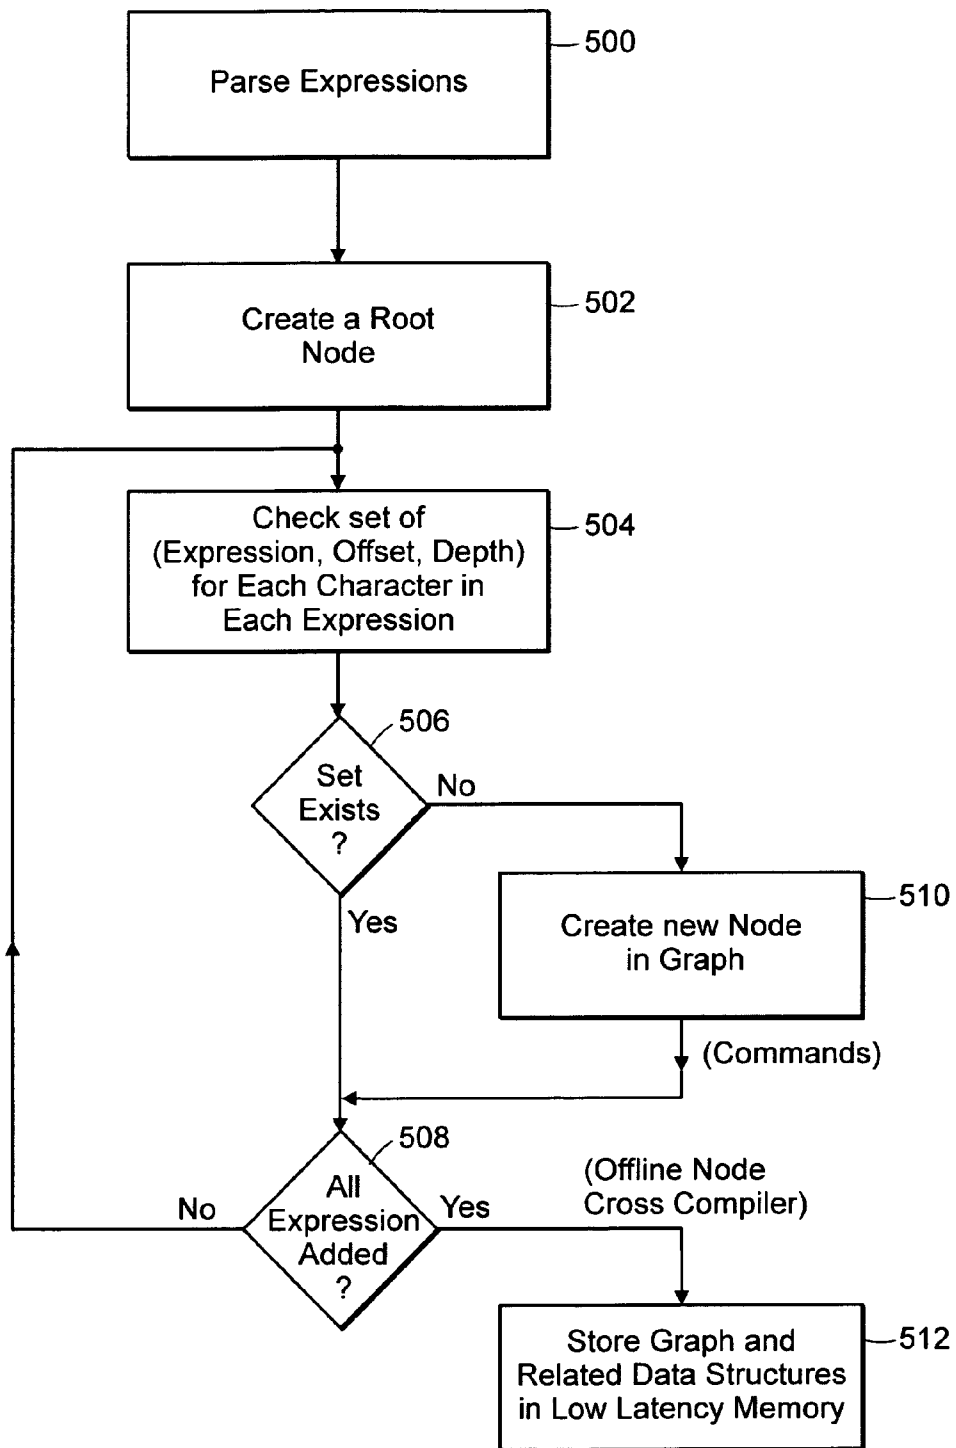 Parse Expressions
500
Create a Root
Node
502
Check set of
(Expression, Offset, Depth)
for Each Character in
Each Expression
504
506
Set
Exists
?
No
Yes
Create new Node
in Graph
510
(Commands)
508
All
Expression
Added
?
No
Yes
(Offline Node
Cross Compiler)
Store Graph and
Related Data Structures
in Low Latency Memory
512